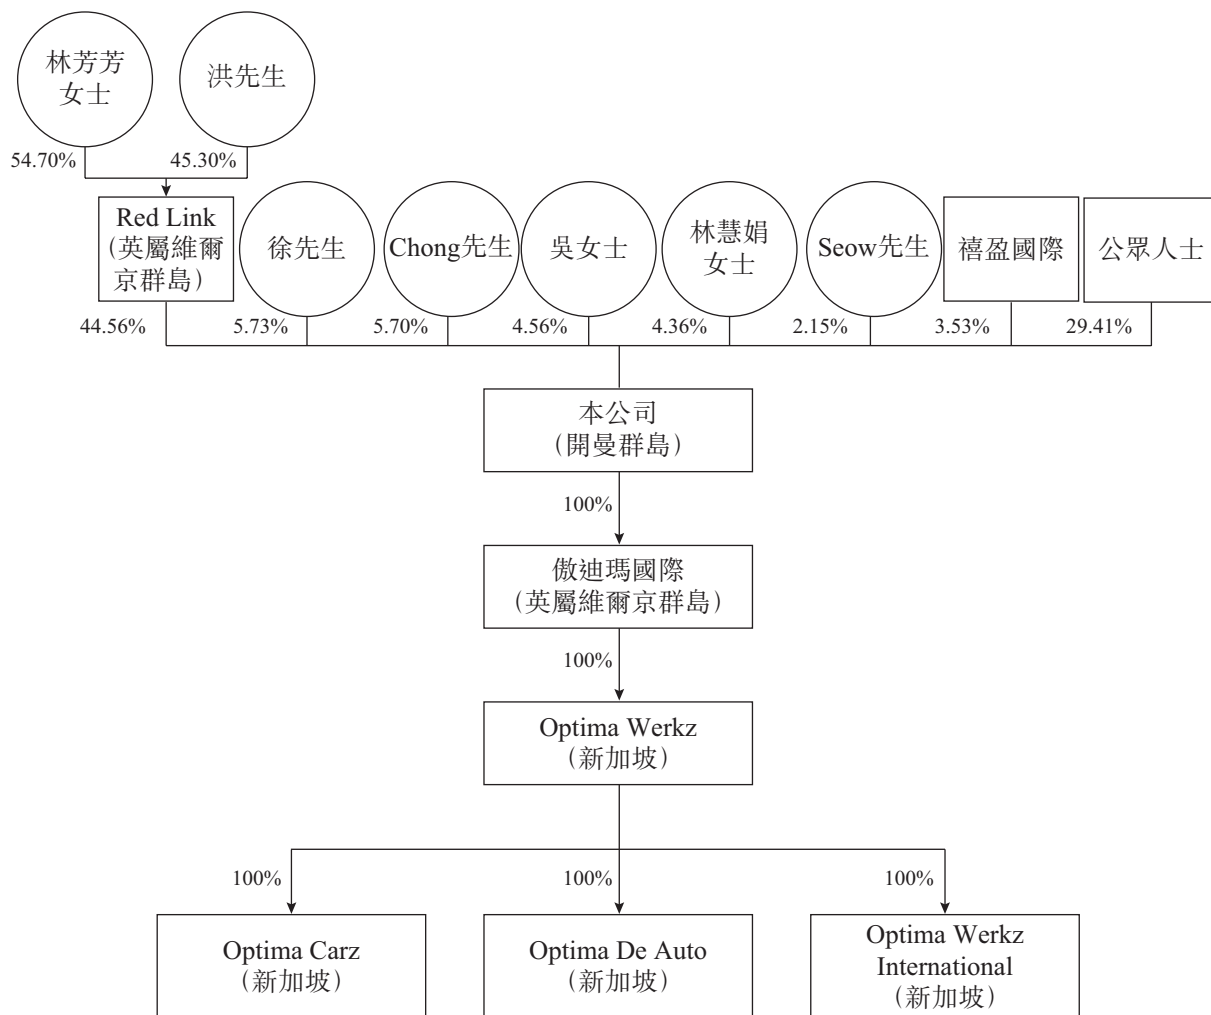 林芳芳
女士
洪先生
54.70%
45.30%
Red Link
(英屬維爾
京群島)
徐先生
Chong先生
吳女士
林慧娟
女士
Seow先生
禧盈國際
公眾人士
44.56%
5.73%
5.70%
4.56%
4.36%
2.15%
3.53%
29.41%
本公司
(開曼群島)
100%
傲迪瑪國際
(英屬維爾京群島)
100%
Optima Werkz
(新加坡)
100%
100%
100%
Optima Carz
(新加坡)
Optima De Auto
(新加坡)
Optima Werkz
International
(新加坡)